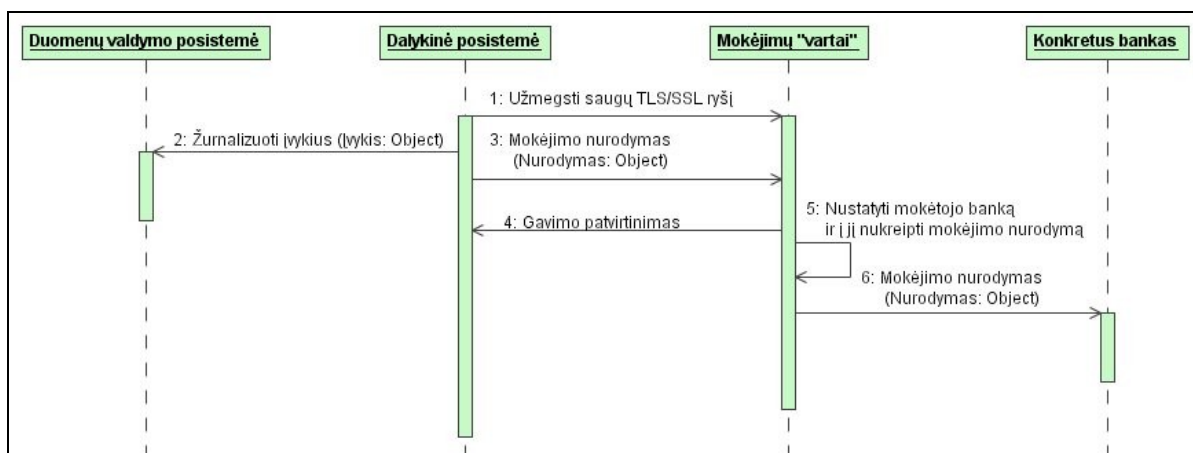 Duomenų valdymo posistemė
Dalykinė posistemė
Mokėjimų "vartai"
Konkretus bankas
1: Užmegsti saugų TLS/SSL ryšį
2: Žurnalizuoti įvykius (Įvykis: Object)
3: Mokėjimo nurodymas
(Nurodymas: Object)
4: Gavimo patvirtinimas
5: Nustatyti mokėtojo banką
ir į jį nukreipti mokėjimo nurodymą
6: Mokėjimo nurodymas
(Nurodymas: Object)